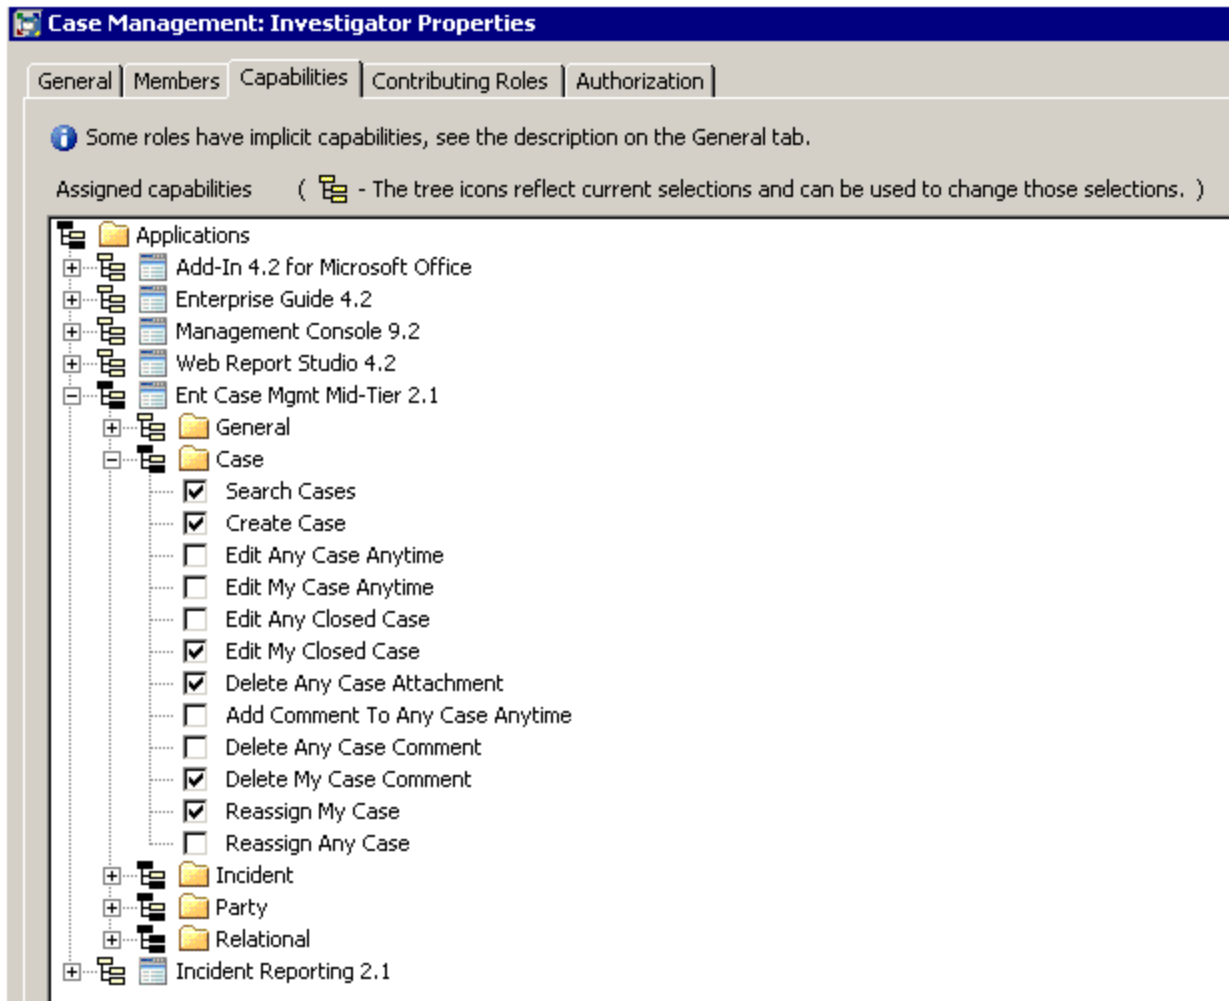 Case Management: Investigator Properties
General Members Capabilities Contributing Roles Authorization
Some roles have implicit capabilities, see the description on the General tab.
Assigned capabilities ( - The tree icons reflect current selections and can be used to change those selections. )
Applications
Add-In 4.2 for Microsoft Office
Enterprise Guide 4.2
Management Console 9.2
Web Report Studio 4.2
Ent Case Mgmt Mid-Tier 2.1
General
Case
Search Cases
Create Case
Edit Any Case Anytime
Edit My Case Anytime
Edit Any Closed Case
Edit My Closed Case
Delete Any Case Attachment
Add Comment To Any Case Anytime
Delete Any Case Comment
Delete My Case Comment
Reassign My Case
Reassign Any Case
Incident
Party
Relational
Incident Reporting 2.1